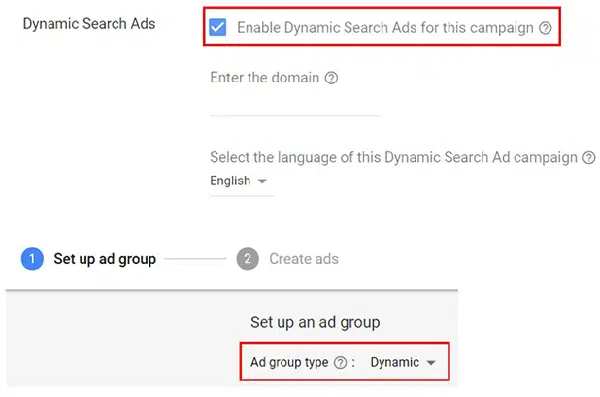 Dynamic Search Ads
Enable Dynamic Search Ads for this campaign ?
Enter the domain ?
Select the language of this Dynamic Search Ad campaign ?
English
1 Set up ad group 2 Create ads
Set up an ad group
Ad group type ? : Dynamic